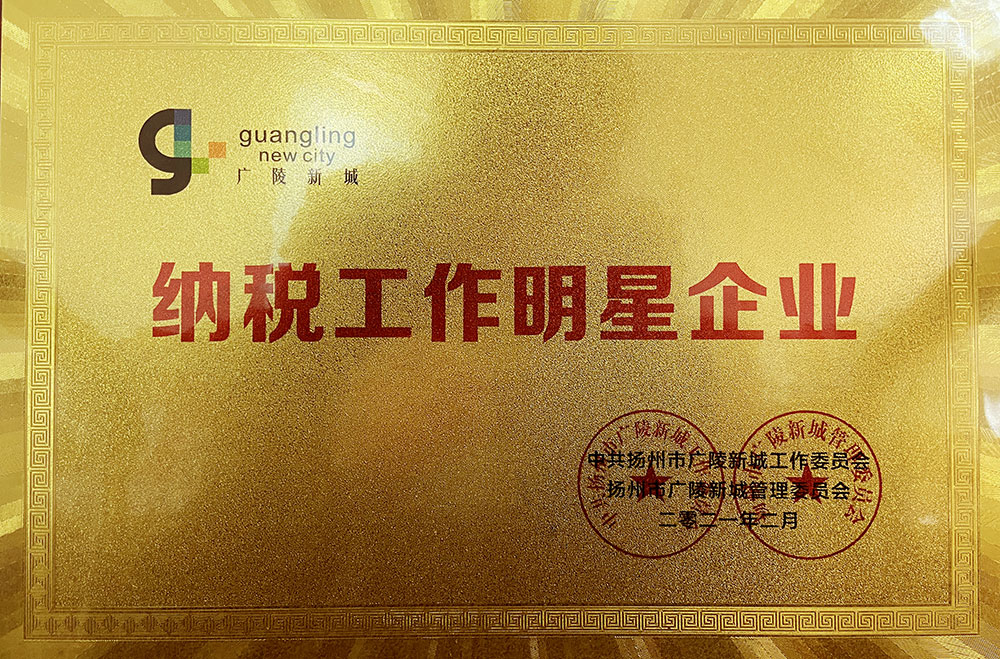 guangling
new city
广陵新城
纳税工作明星企业
中共扬州市广陵新城工作委员会
扬州市广陵新城管理委员会
二零二一年二月